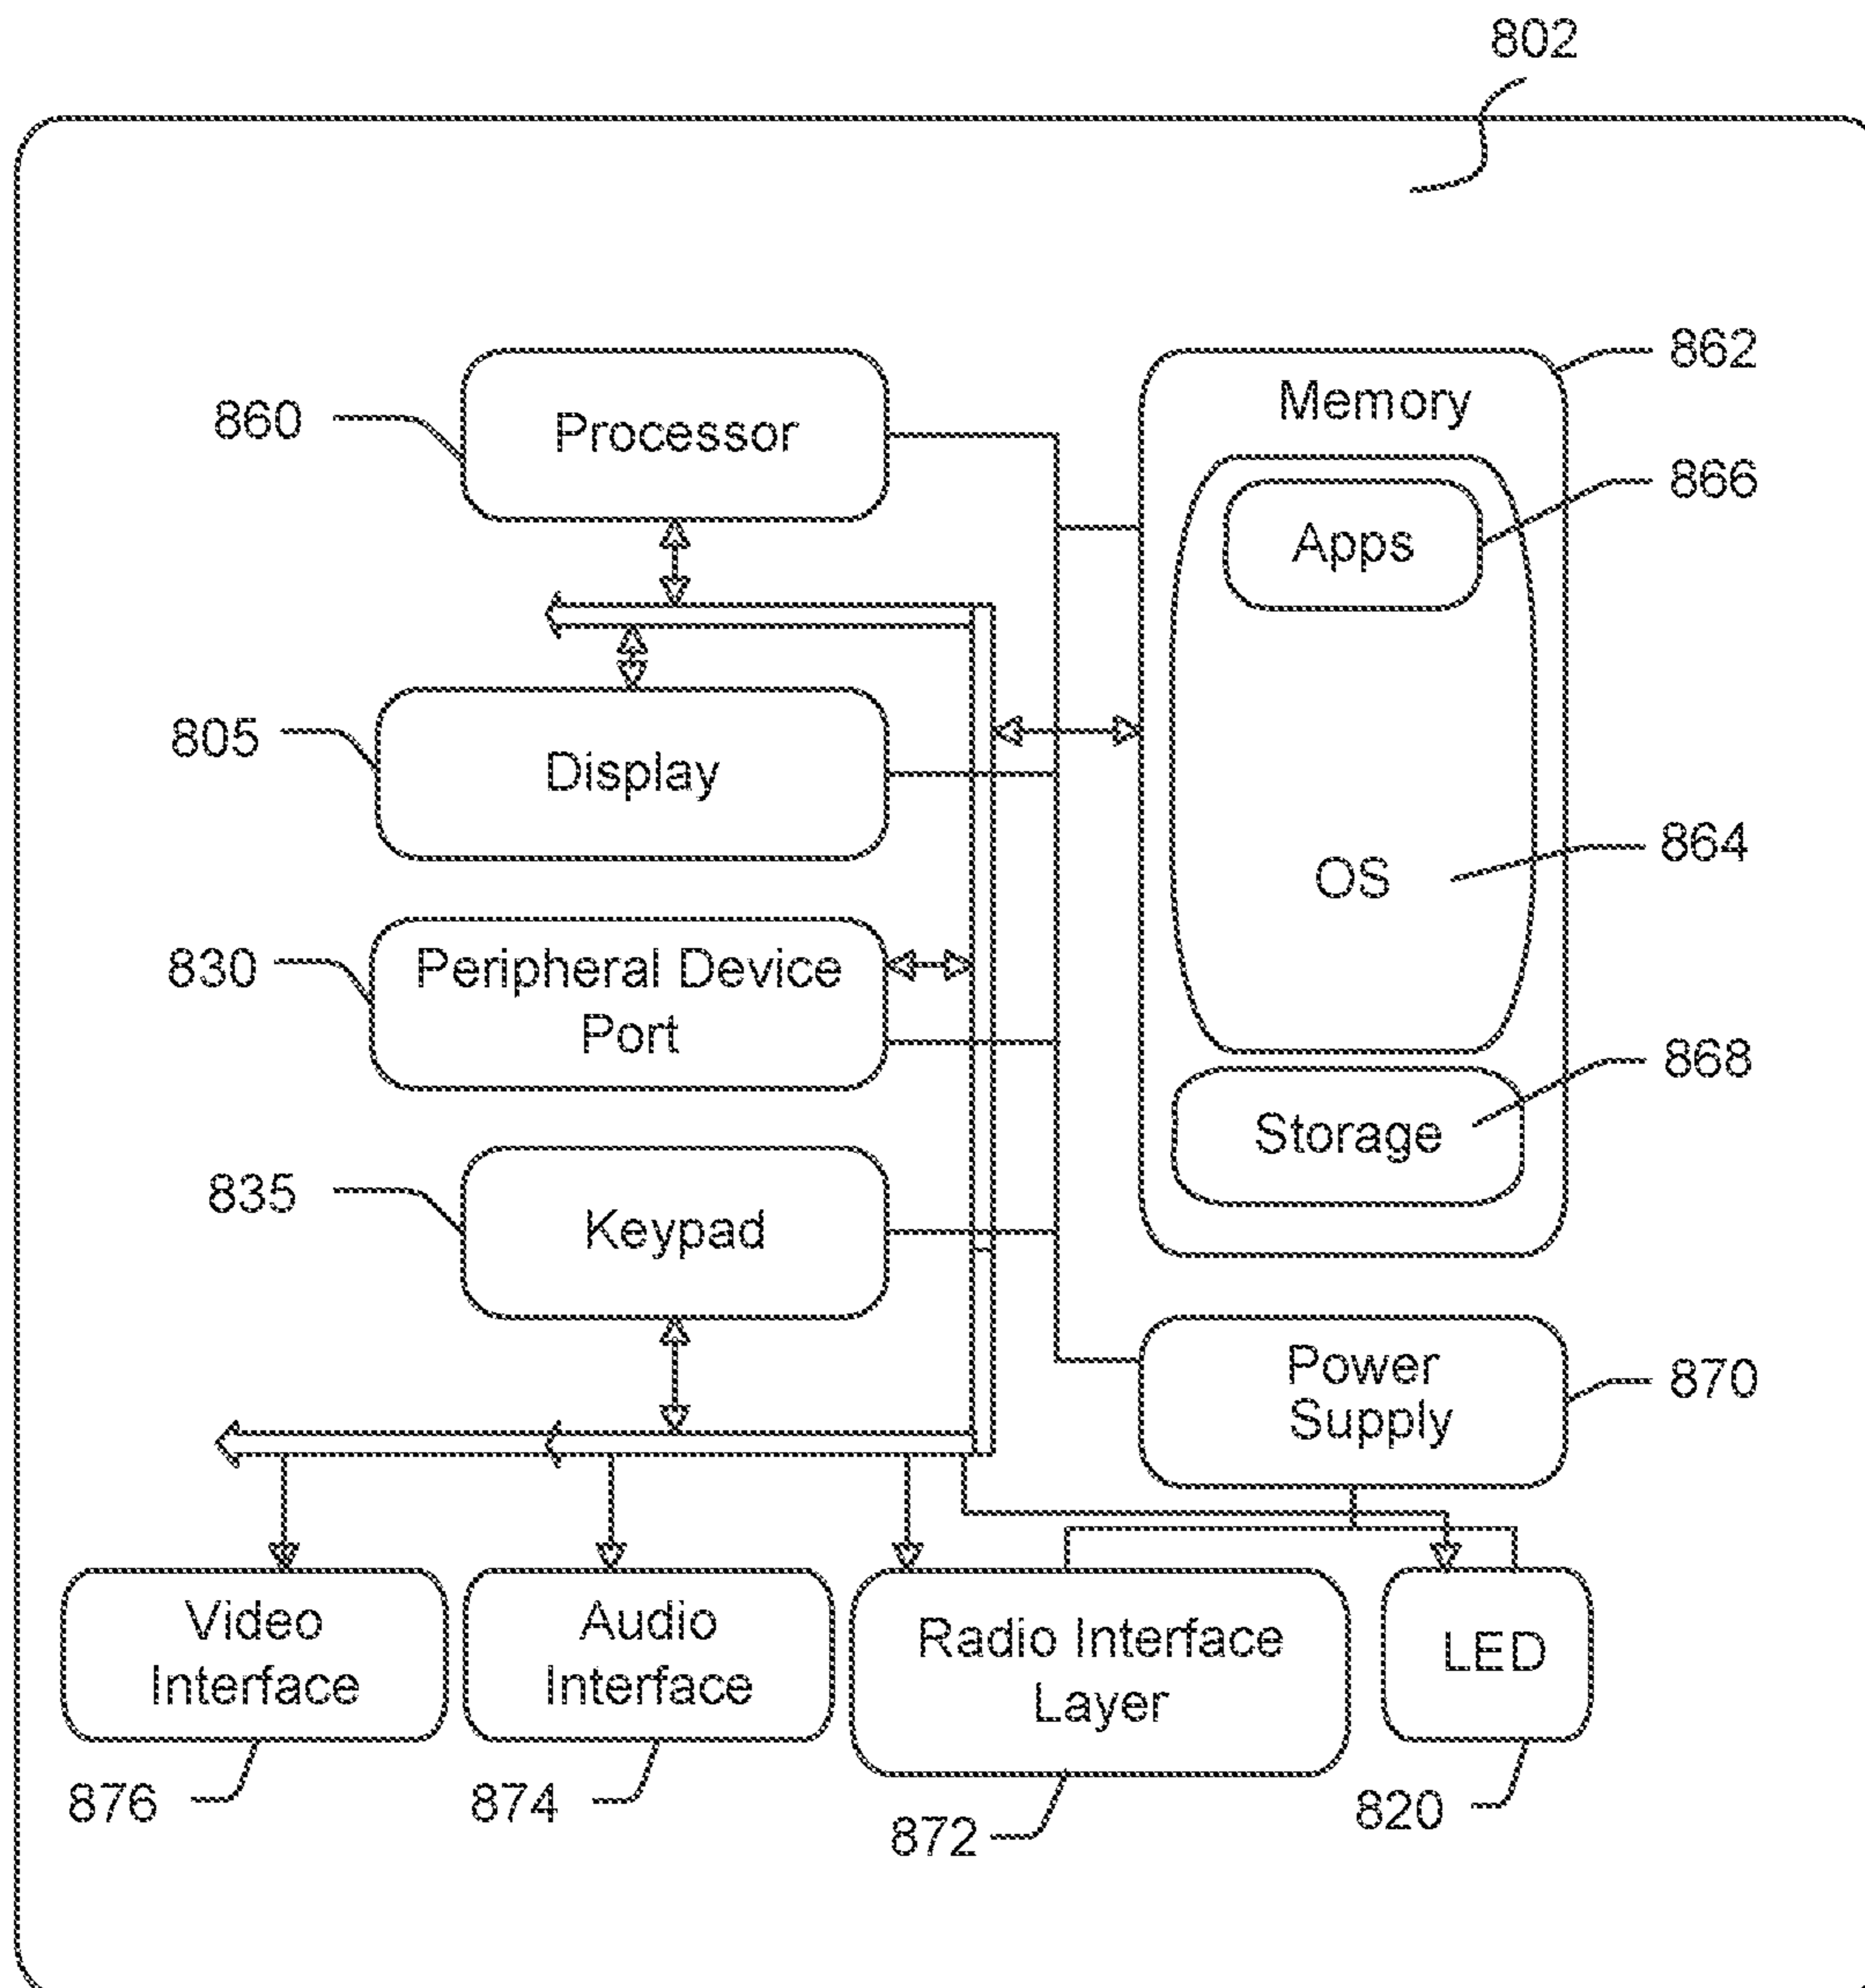 802
862
Memory
860
Processor
866
Apps
805
Display
864
OS
830
Peripheral Device
Port
868
Storage
835
Keypad
Power
Supply
870
Video
Interface
Audio
Interface
Radio Interface
Layer
LED
876
874
872
820